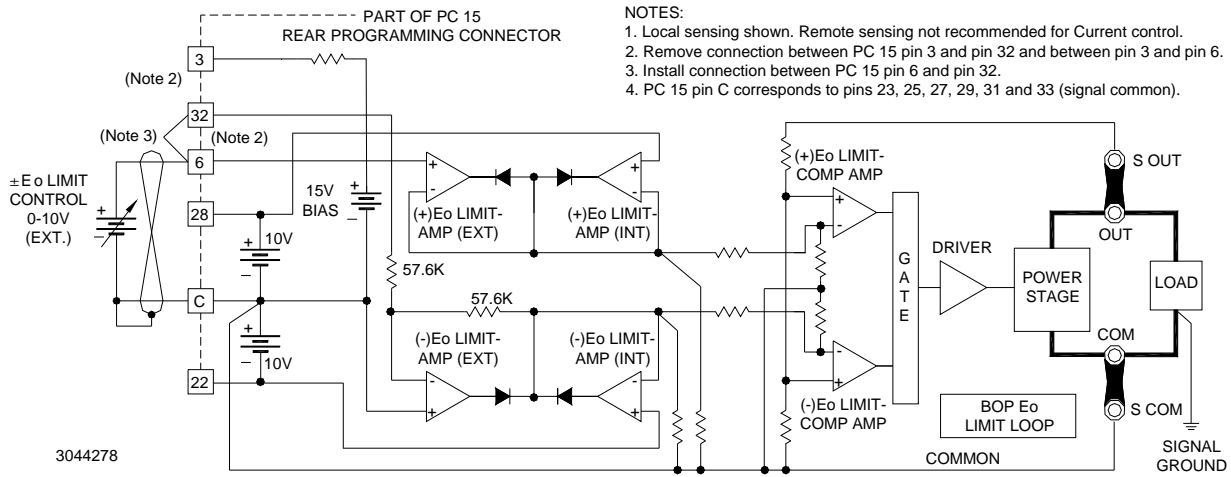 PART OF PC 15
REAR PROGRAMMING CONNECTOR
NOTES:
1. Local sensing shown. Remote sensing not recommended for Current control.
2. Remove connection between PC 15 pin 3 and pin 32 and between pin 3 and pin 6.
3. Install connection between PC 15 pin 6 and pin 32.
4. PC 15 pin C corresponds to pins 23, 25, 27, 29, 31 and 33 (signal common).
3
(Note 2)
32
(Note 3)
(Note 2)
6
±Eo LIMIT
CONTROL
0-10V
(EXT.)
+
–
28
+
10V
–
C
+
10V
–
22
15V
BIAS
+
–
57.6K
57.6K
+
-
(+)Eo LIMIT-
AMP (EXT)
+
-
(+)Eo LIMIT-
AMP (INT)
(-)Eo LIMIT-
AMP (EXT)
-
+
(-)Eo LIMIT-
AMP (INT)
-
+
(+)Eo LIMIT-
COMP AMP
+
-
-
+
(-)Eo LIMIT-
COMP AMP
GATE
DRIVER
POWER
STAGE
S OUT
OUT
LOAD
COM
S COM
BOP Eo
LIMIT LOOP
COMMON
SIGNAL
GROUND
3044278